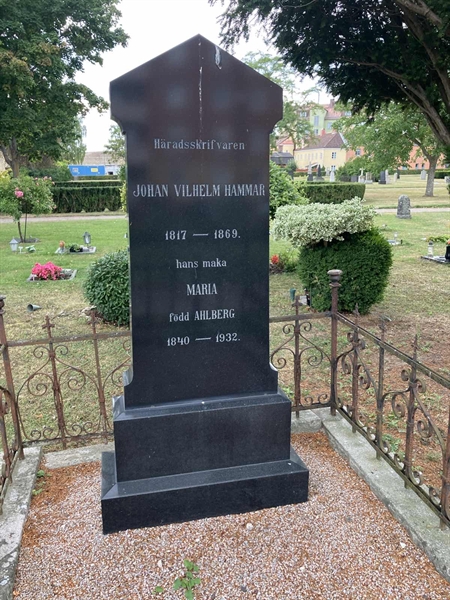 Häradsskrifvaren
JOHAN VILHELM HAMMAR
1817 — 1869.
hans maka
MARIA
född AHLBERG
1840 — 1932.